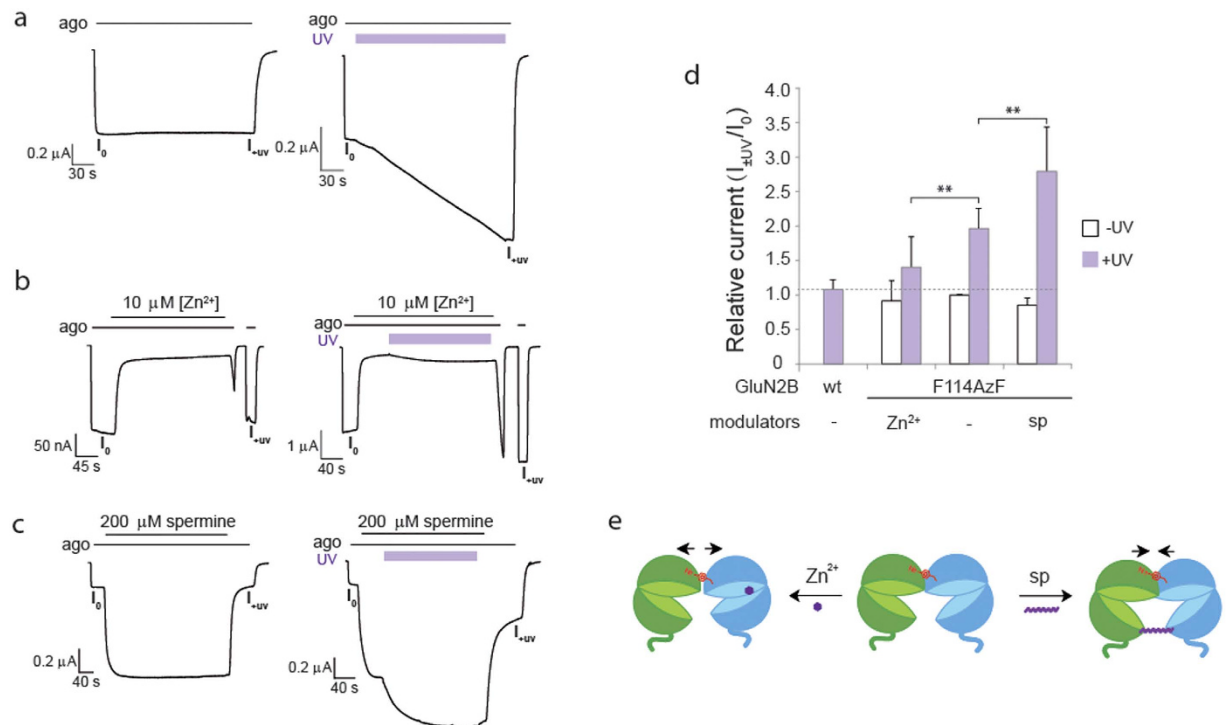 a
ago
I₀
I₊uv
0.2 μA
30 s
ago
UV
I₀
I₊uv
0.2 μA
30 s
b
10 μM [Zn²⁺]
ago
I₀
I₊uv
50 nA
45 s
10 μM [Zn²⁺]
ago
UV
I₀
I₊uv
1 μA
40 s
c
200 μM spermine
ago
I₀
I₊uv
0.2 μA
40 s
200 μM spermine
ago
UV
I₀
I₊uv
0.2 μA
40 s
d
Relative current (I±UV/I₀)
4.0
3.5
3.0
2.5
2.0
1.5
1.0
0.5
0
**
**
-UV
+UV
GluN2B wt F114AzF
modulators - Zn²⁺ - sp
e
Zn²⁺
sp